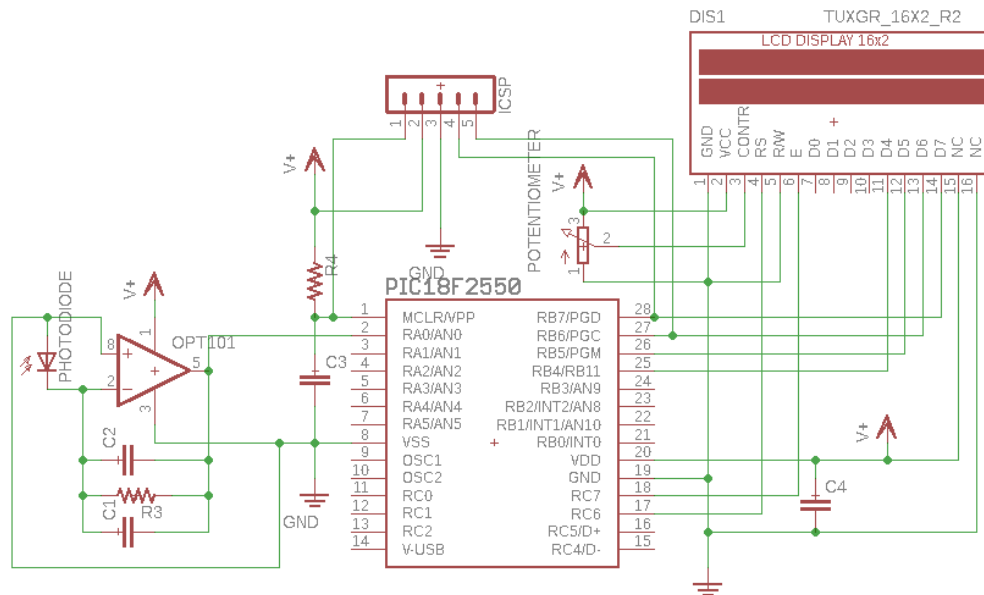 DIS1 TUXGR_16X2_R2
LCD DISPLAY 16x2
GND
VCC
CONTR
RS
R/W
E
D0
D1
D2
D3
D4
D5
D6
D7
NC
NC
1 2 3 4 5 6 7 8 9 10 11 12 13 14 15 16
ICSP
1 2 3 4 5
V+
GND
R4
V+
POTENTIOMETER
3
2
1
PIC18F2550
1 MCLR/VPP RB7/PGD 28
2 RA0/AN0 RB6/PGC 27
3 RA1/AN1 RB5/PGM 26
4 RA2/AN2 RB4/RB11 25
5 RA3/AN3 RB3/AN9 24
6 RA4/AN4 RB2/INT2/AN8 23
7 RA5/AN5 RB1/INT1/AN10 22
8 VSS RB0/INT0 21
9 OSC1 VDD 20
10 OSC2 GND 19
11 RC0 RC7 18
12 RC1 RC6 17
13 RC2 RC5/D+ 16
14 V-USB RC4/D- 15
V+
PHOTODIODE
OPT101
1
8
2
5
3
C3
C2
C1
R3
GND
V+
C4